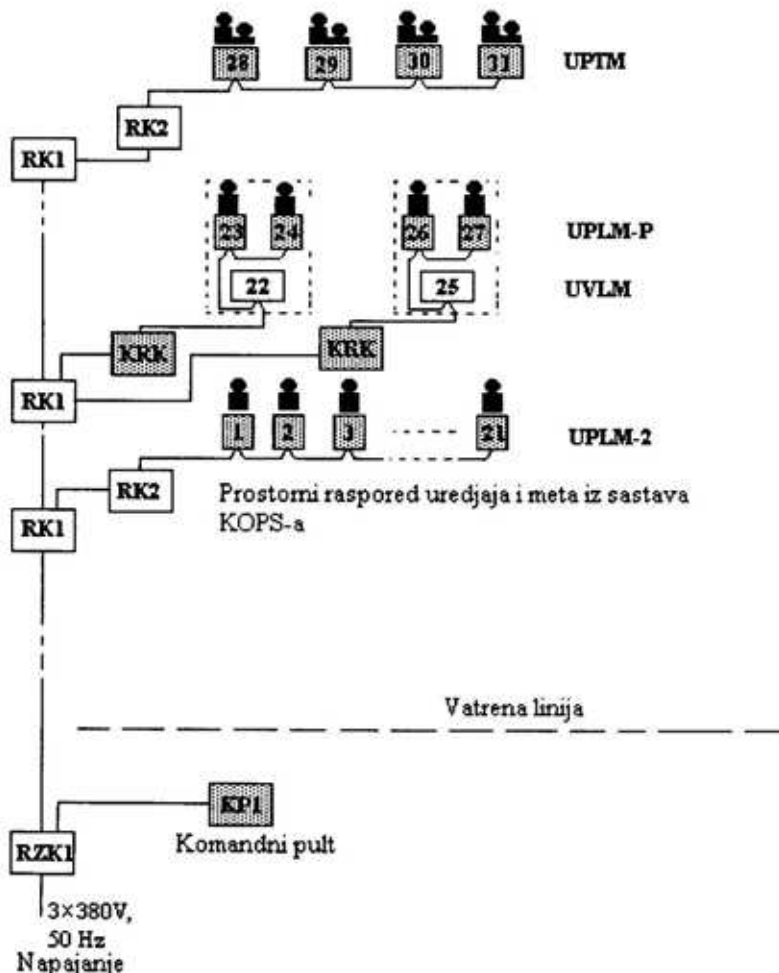 28 29 30 31 UPTM
RK2
RK1
23 24 26 27 UPLM-P
22 25 UVLM
KRK KRK
RK1
1 2 3 21 UPLM-2
RK2
Prostorni raspored uredjaja i meta iz sastava
KOPS-a
RK1
Vatrena linija
KP1
Komandni pult
RZK1
3×380V,
50 Hz
Napajanje